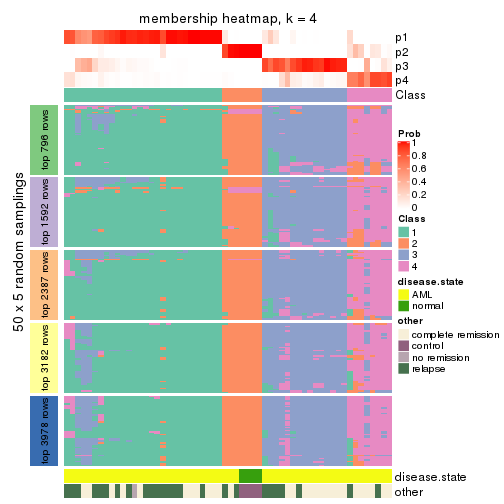 membership heatmap, k = 4
p1
p2
p3
p4
Class
50 x 5 random samplings
top 796 rows
top 1592 rows
top 2387 rows
top 3182 rows
top 3978 rows
Prob
1
0.8
0.6
0.4
0.2
0
Class
1
2
3
4
disease.state
AML
normal
other
complete remission
control
no remission
relapse
disease.state
other